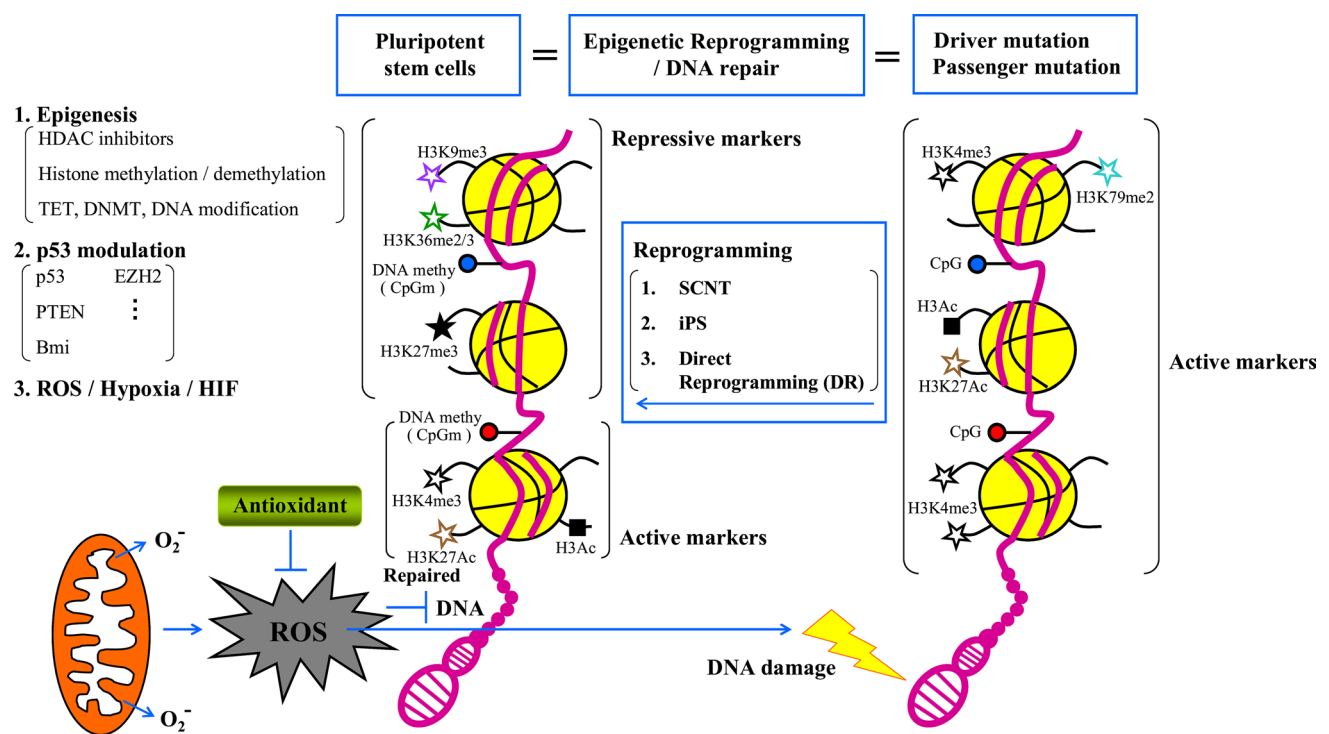 Pluripotent
stem cells
=
Epigenetic Reprogramming
/ DNA repair
=
Driver mutation
Passenger mutation
1. Epigenesis
HDAC inhibitors
Histone methylation / demethylation
TET, DNMT, DNA modification
2. p53 modulation
p53 EZH2
PTEN ⋮
Bmi
3. ROS / Hypoxia / HIF
Repressive markers
H3K9me3
H3K36me2/3
DNA methy
( CpGm )
H3K27me3
DNA methy
( CpGm )
H3K4me3
H3K27Ac
H3Ac
Active markers
Reprogramming
1. SCNT
2. iPS
3. Direct
Reprogramming (DR)
H3K4me3
H3K79me2
CpG
H3Ac
H3K27Ac
CpG
H3K4me3
Active markers
Antioxidant
O2-
O2-
ROS
Repaired
DNA
DNA damage